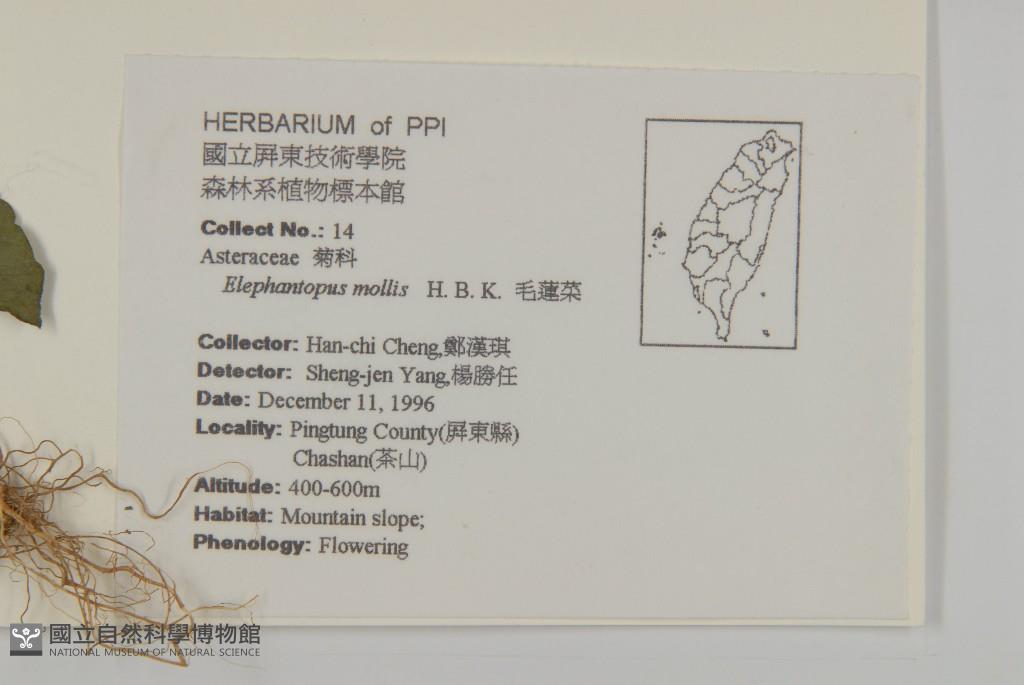 HERBARIUM of PPI
國立屏東技術學院
森林系植物標本館
Collect No.: 14
Asteraceae 菊科
Elephantopus mollis H. B. K. 毛蓮菜
Collector: Han-chi Cheng,鄭漢琪
Detector: Sheng-jen Yang,楊勝任
Date: December 11, 1996
Locality: Pingtung County(屏東縣)
Chashan(茶山)
Altitude: 400-600m
Habitat: Mountain slope;
Phenology: Flowering
國立自然科學博物館
NATIONAL MUSEUM OF NATURAL SCIENCE